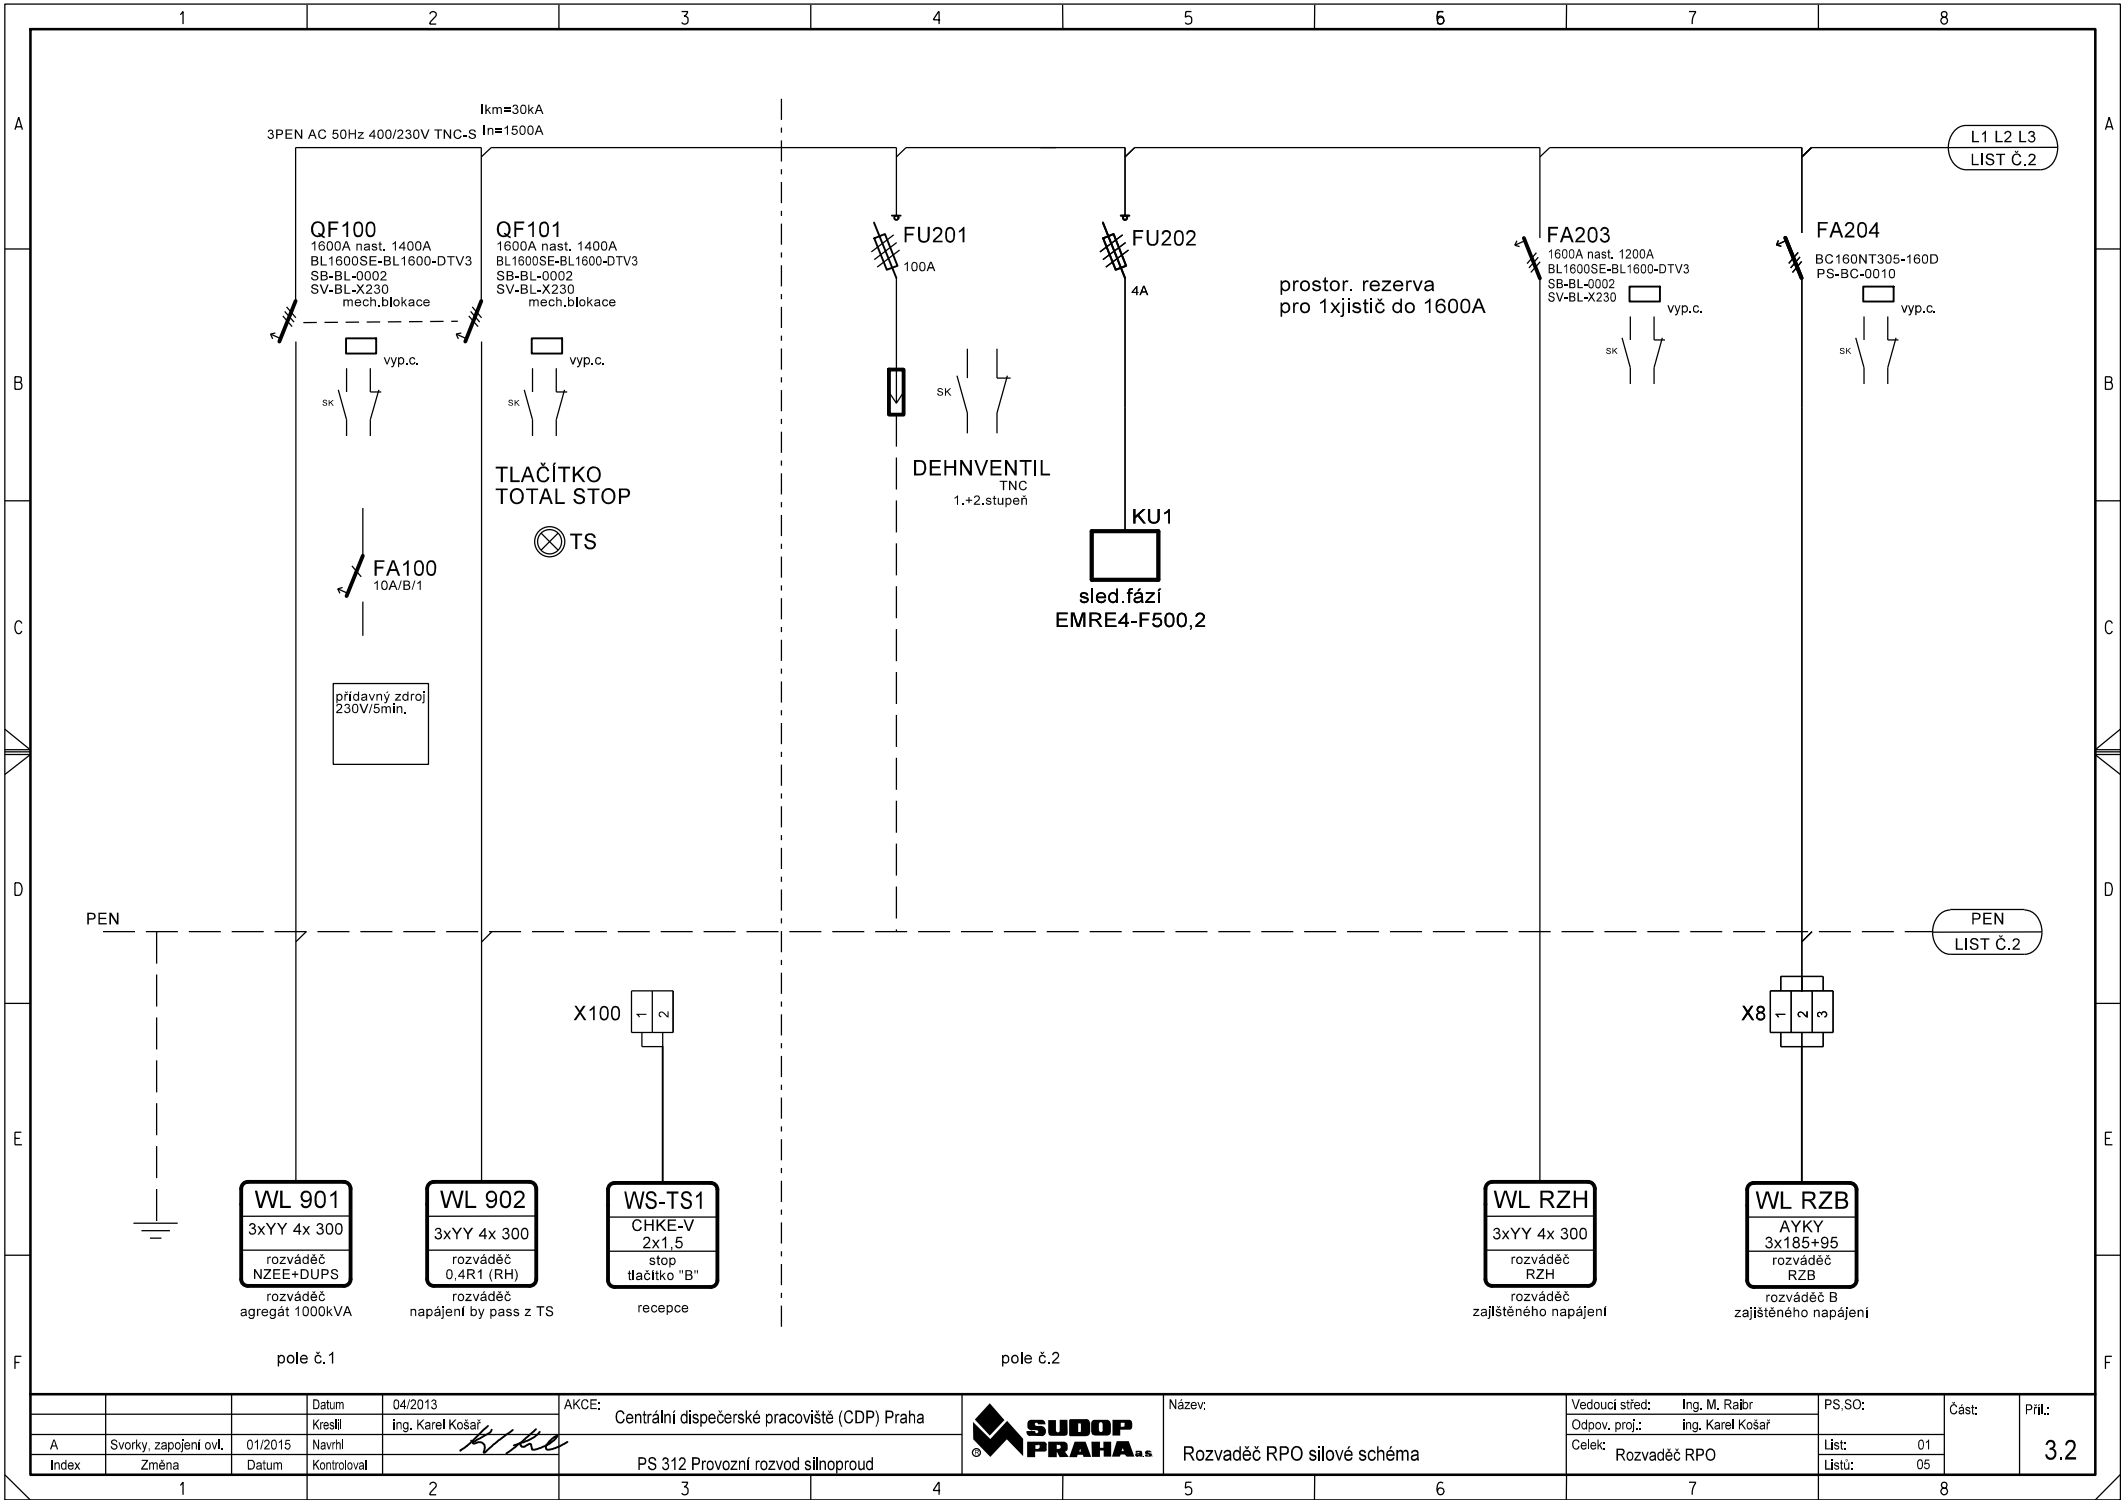 1 2 3 4 5 6 7 8
A
A
B
B
C
C
D
D
E
E
F
F
Ikm=30kA
3PEN AC 50Hz 400/230V TNC-S In=1500A
L1 L2 L3
LIST Č.2
QF100
1600A nast. 1400A
BL1600SE-BL1600-DTV3
SB-BL-0002
SV-BL-X230
mech.blokace
vyp.c.
SK
QF101
1600A nast. 1400A
BL1600SE-BL1600-DTV3
SB-BL-0002
SV-BL-X230
mech.blokace
vyp.c.
SK
TLAČÍTKO
TOTAL STOP
TS
FA100
10A/B/1
přídavný zdroj
230V/5min.
FU201
100A
SK
DEHNVENTIL
TNC
1.+2.stupeň
FU202
4A
KU1
sled.fází
EMRE4-F500,2
prostor. rezerva
pro 1xjistič do 1600A
FA203
1600A nast. 1200A
BL1600SE-BL1600-DTV3
SB-BL-0002
SV-BL-X230
vyp.c.
SK
FA204
BC160NT305-160D
PS-BC-0010
vyp.c.
SK
PEN
PEN
LIST Č.2
X100
1 2
X8
1 2 3
WL 901
3xYY 4x 300
rozváděč
NZEE+DUPS
rozváděč
agregát 1000kVA
WL 902
3xYY 4x 300
rozváděč
0,4R1 (RH)
rozváděč
napájení by pass z TS
WS-TS1
CHKE-V
2x1,5
stop
tlačítko "B"
recepce
WL RZH
3xYY 4x 300
rozváděč
RZH
rozváděč
zajištěného napájení
WL RZB
AYKY
3x185+95
rozváděč
RZB
rozváděč B
zajištěného napájení
pole č.1
pole č.2
Datum 04/2013
Kreslil ing. Karel Košař
A Svorky, zapojení ovl. 01/2015 Navrhl
Index Změna Datum Kontroloval
AKCE:
Centrální dispečerské pracoviště (CDP) Praha
PS 312 Provozní rozvod silnoproud
® SUDOP
PRAHA a.s.
Název:
Rozvaděč RPO silové schéma
Vedoucí střed: Ing. M. Raibr
Odpov. proj.: ing. Karel Košař
Celek:
Rozvaděč RPO
PS,SO:
List: 01
Listů: 05
Část:
Příl.:
3.2
1 2 3 4 5 6 7 8